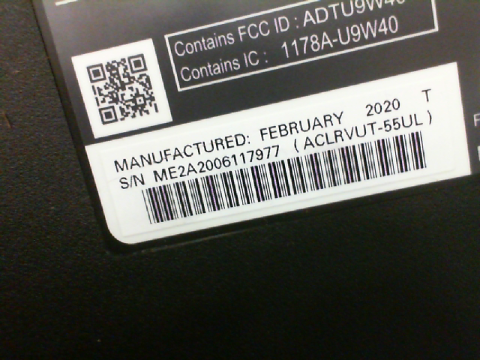 Contains FCC ID : ADTU9W40
Contains IC : 1178A-U9W40
MANUFACTURED: FEBRUARY 2020 T
S/N ME2A2006117977 ( ACLRVUT-55UL )